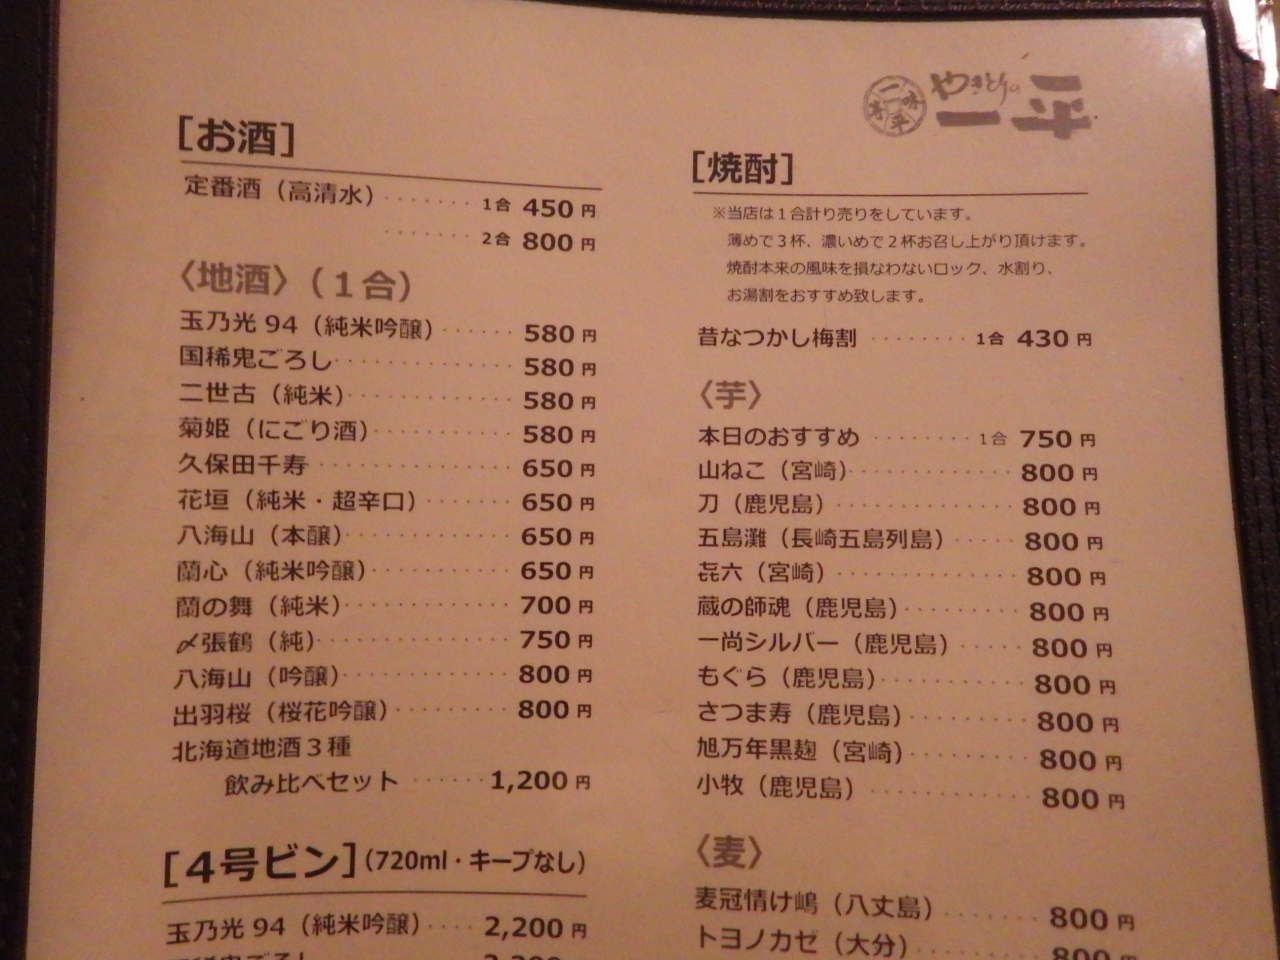 やきとりの
一平
[お酒]
定番酒（高清水）‥‥‥‥1合 450円
‥‥‥‥2合 800円
〈地酒〉（1合）
玉乃光94（純米吟醸）‥‥‥580円
国稀鬼ごろし‥‥‥580円
二世古（純米）‥‥‥580円
菊姫（にごり酒）‥‥‥580円
久保田千寿‥‥‥650円
花垣（純米・超辛口）‥‥‥650円
八海山（本醸）‥‥‥650円
蘭心（純米吟醸）‥‥‥650円
蘭の舞（純米）‥‥‥700円
〆張鶴（純）‥‥‥750円
八海山（吟醸）‥‥‥800円
出羽桜（桜花吟醸）‥‥‥800円
北海道地酒3種
飲み比べセット‥‥‥1,200円
[4号ビン]（720ml・キープなし）
玉乃光94（純米吟醸）‥‥2,200円
[焼酎]
※当店は1合計り売りをしています。
薄めで3杯、濃いめで2杯お召し上がり頂けます。
焼酎本来の風味を損なわないロック、水割り、
お湯割をおすすめ致します。
昔なつかし梅割‥‥‥‥1合 430円
〈芋〉
本日のおすすめ‥‥‥‥1合 750円
山ねこ（宮崎）‥‥‥800円
刀（鹿児島）‥‥‥800円
五島灘（長崎五島列島）‥‥‥800円
㐂六（宮崎）‥‥‥800円
蔵の師魂（鹿児島）‥‥‥800円
一尚シルバー（鹿児島）‥‥‥800円
もぐら（鹿児島）‥‥‥800円
さつま寿（鹿児島）‥‥‥800円
旭万年黒麹（宮崎）‥‥‥800円
小牧（鹿児島）‥‥‥800円
〈麦〉
麦冠情け嶋（八丈島）‥‥‥800円
トヨノカゼ（大分）‥‥‥800円